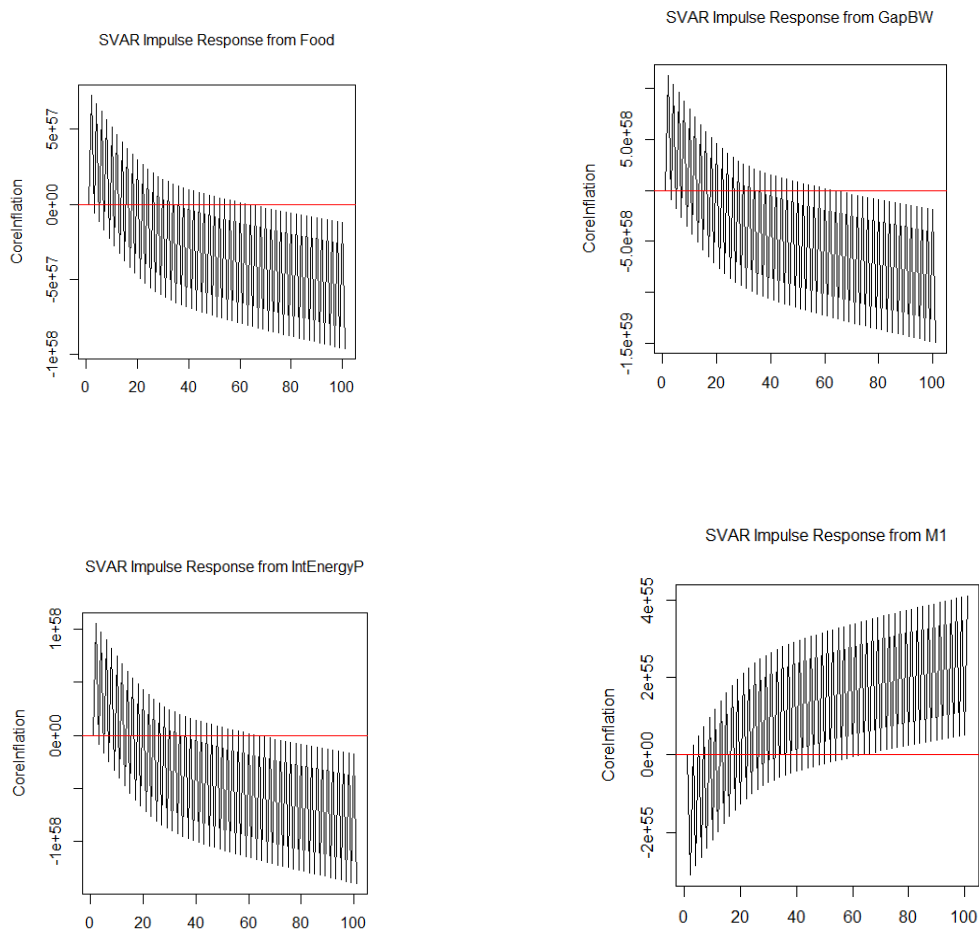 SVAR Impulse Response from Food
CoreInflation
5e+57
0e+00
-5e+57
-1e+58
0 20 40 60 80 100
SVAR Impulse Response from GapBW
CoreInflation
5.0e+58
-5.0e+58
-1.5e+59
0 20 40 60 80 100
SVAR Impulse Response from IntEnergyP
CoreInflation
1e+58
0e+00
-1e+58
0 20 40 60 80 100
SVAR Impulse Response from M1
CoreInflation
4e+55
2e+55
0e+00
-2e+55
0 20 40 60 80 100